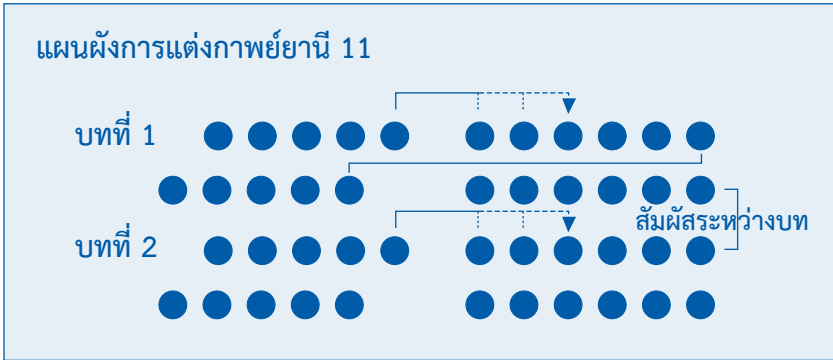 แผนผังการแต่งกาพย์ยานี 11
บทที่ 1
สัมผัสระหว่างบท
บทที่ 2